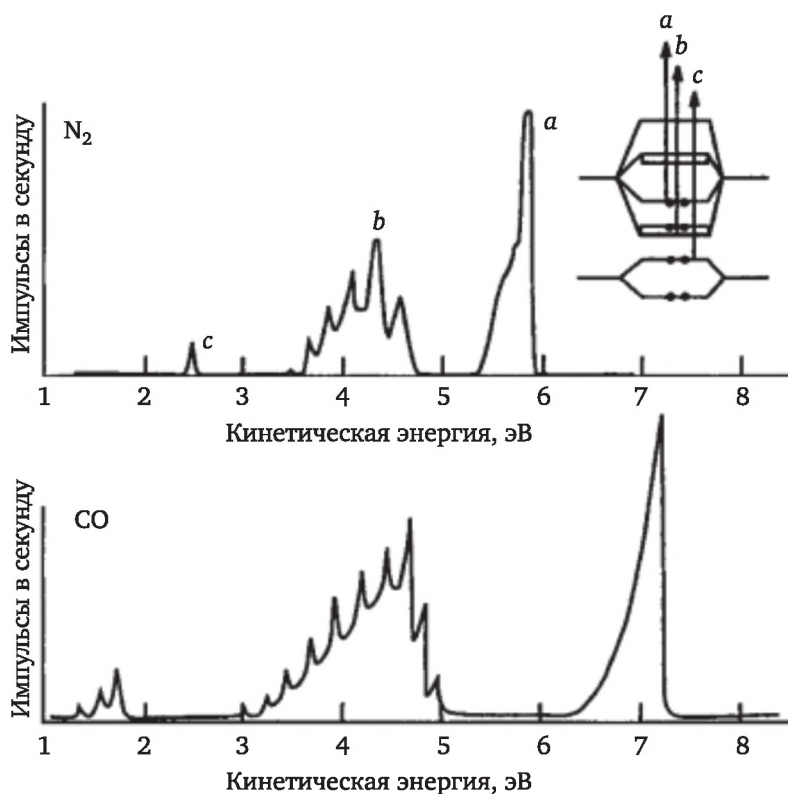 a
b
c
N₂
a
b
c
Импульсы в секунду
1 2 3 4 5 6 7 8
Кинетическая энергия, эВ
CO
Импульсы в секунду
1 2 3 4 5 6 7 8
Кинетическая энергия, эВ